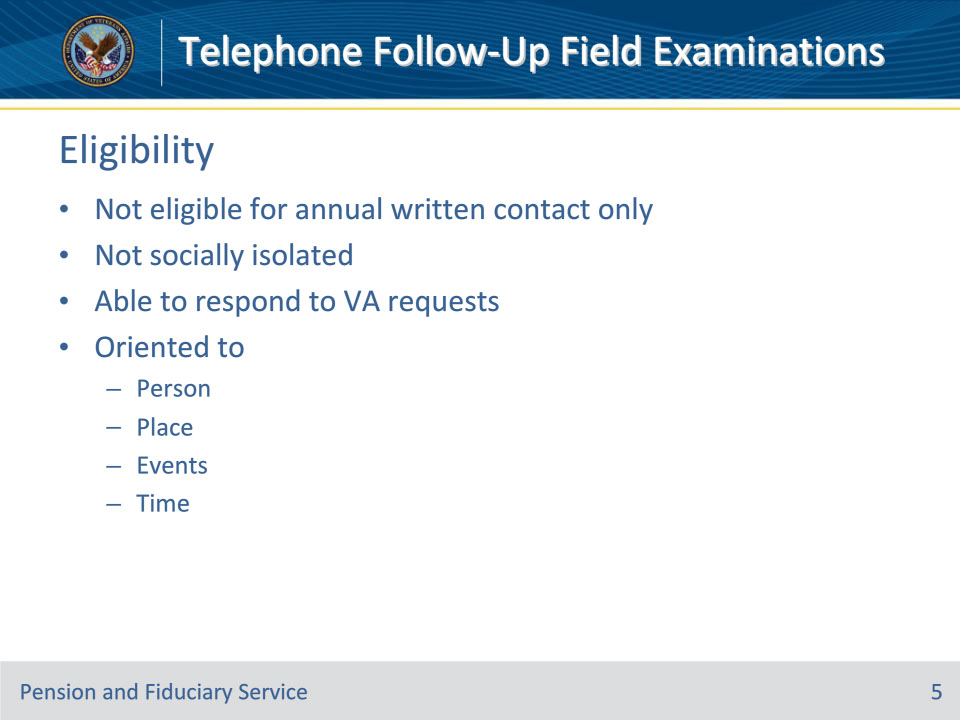 Telephone Follow-Up Field Examinations
Eligibility
• Not eligible for annual written contact only
• Not socially isolated
• Able to respond to VA requests
• Oriented to
– Person
– Place
– Events
– Time
Pension and Fiduciary Service
5